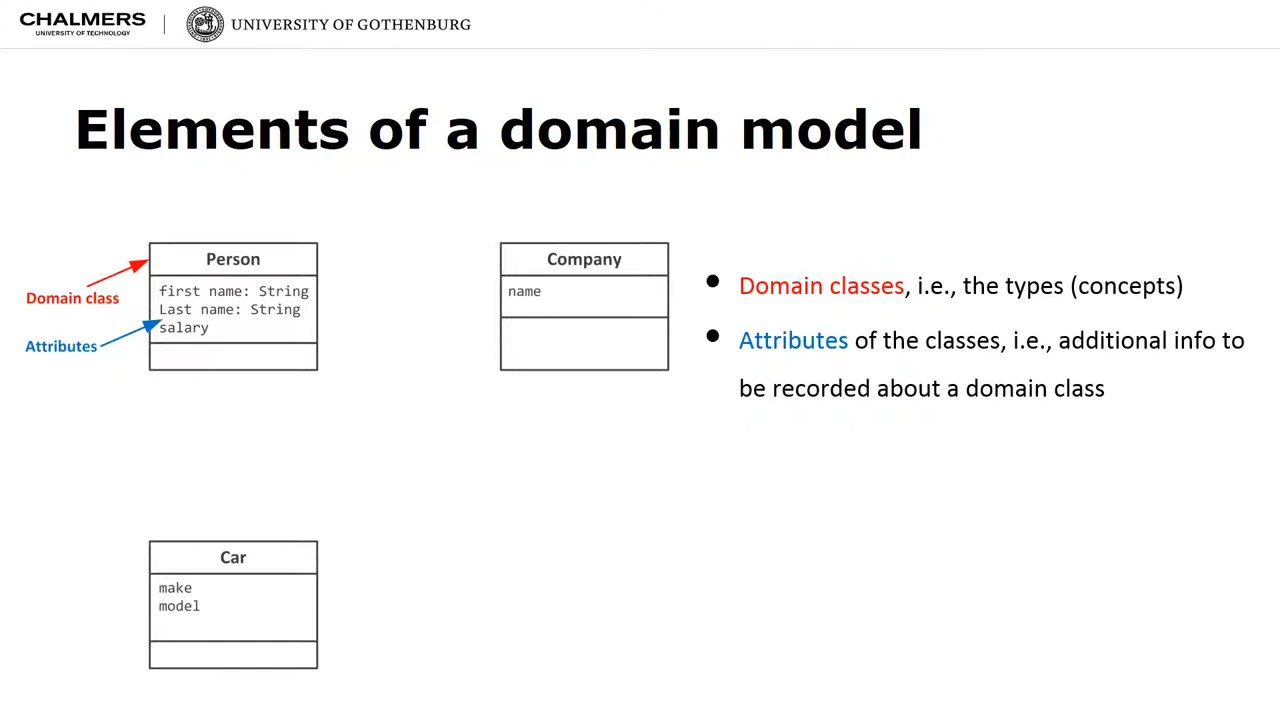 CHALMERS
UNIVERSITY OF TECHNOLOGY
UNIVERSITY OF GOTHENBURG
Elements of a domain model
Person
first name: String
Last name: String
salary
Domain class
Attributes
Company
name
• Domain classes, i.e., the types (concepts)
• Attributes of the classes, i.e., additional info to
be recorded about a domain class
Car
make
model